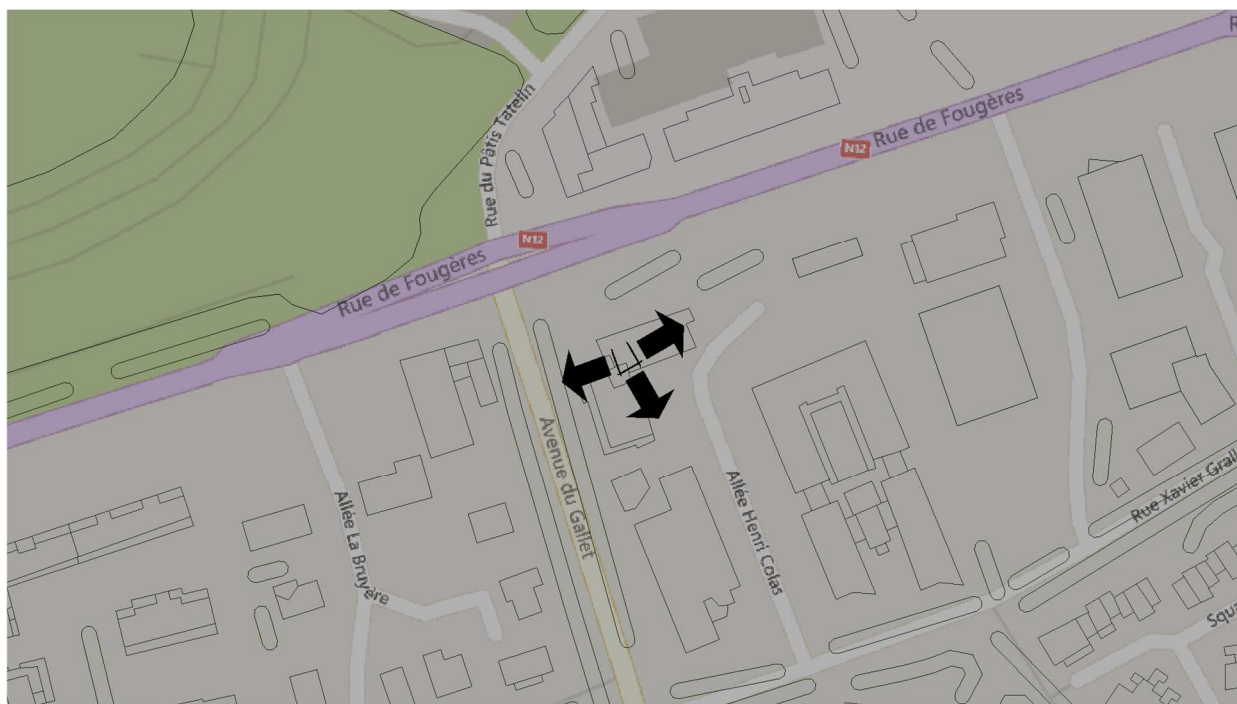 R
Rue de Fougères
N12
Rue du Pâtis Tatelin
N12
Rue de Fougères
Avenue du Gallet
Allée La Bruyère
Allée Henri Colas
Rue Xavier Grall
Squa